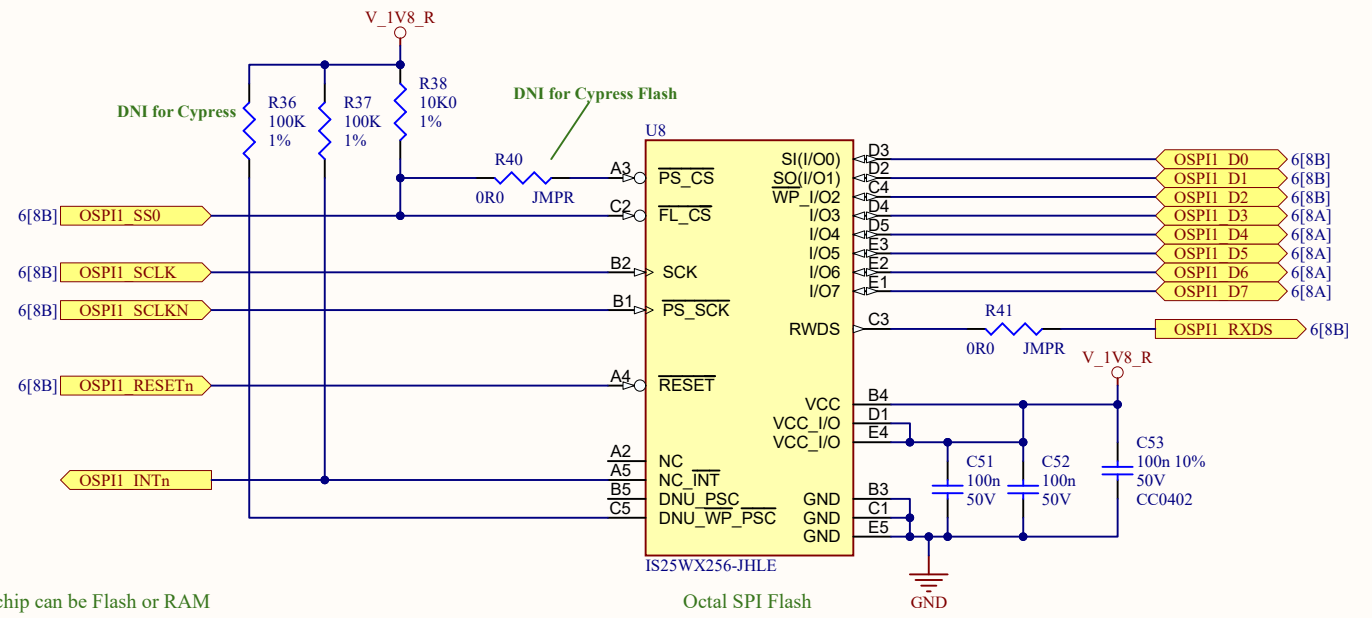 V_1V8_R
DNI for Cypress
R36
100K
1%
R37
100K
1%
R38
10K0
1%
DNI for Cypress Flash
R40
0R0 JMPR
6[8B] OSPI1_SS0
6[8B] OSPI1_SCLK
6[8B] OSPI1_SCLKN
6[8B] OSPI1_RESETn
OSPI1_INTn
U8
A3 PS_CS
C2 FL_CS
B2 SCK
B1 PS_SCK
A4 RESET
A2 NC
A5 NC_INT
B5 DNU_PSC
C5 DNU_WP_PSC
SI(I/O0) D3 OSPI1_D0 6[8B]
SO(I/O1) D2 OSPI1_D1 6[8B]
WP_I/O2 C4 OSPI1_D2 6[8B]
I/O3 D4 OSPI1_D3 6[8A]
I/O4 D5 OSPI1_D4 6[8A]
I/O5 E3 OSPI1_D5 6[8A]
I/O6 E2 OSPI1_D6 6[8A]
I/O7 E1 OSPI1_D7 6[8A]
RWDS C3
R41
0R0 JMPR
OSPI1_RXDS 6[8B]
V_1V8_R
VCC B4
VCC_I/O D1
VCC_I/O E4
GND B3
GND C1
GND E5
C51
100n
50V
C52
100n
50V
C53
100n 10%
50V
CC0402
GND
IS25WX256-JHLE
chip can be Flash or RAM
Octal SPI Flash